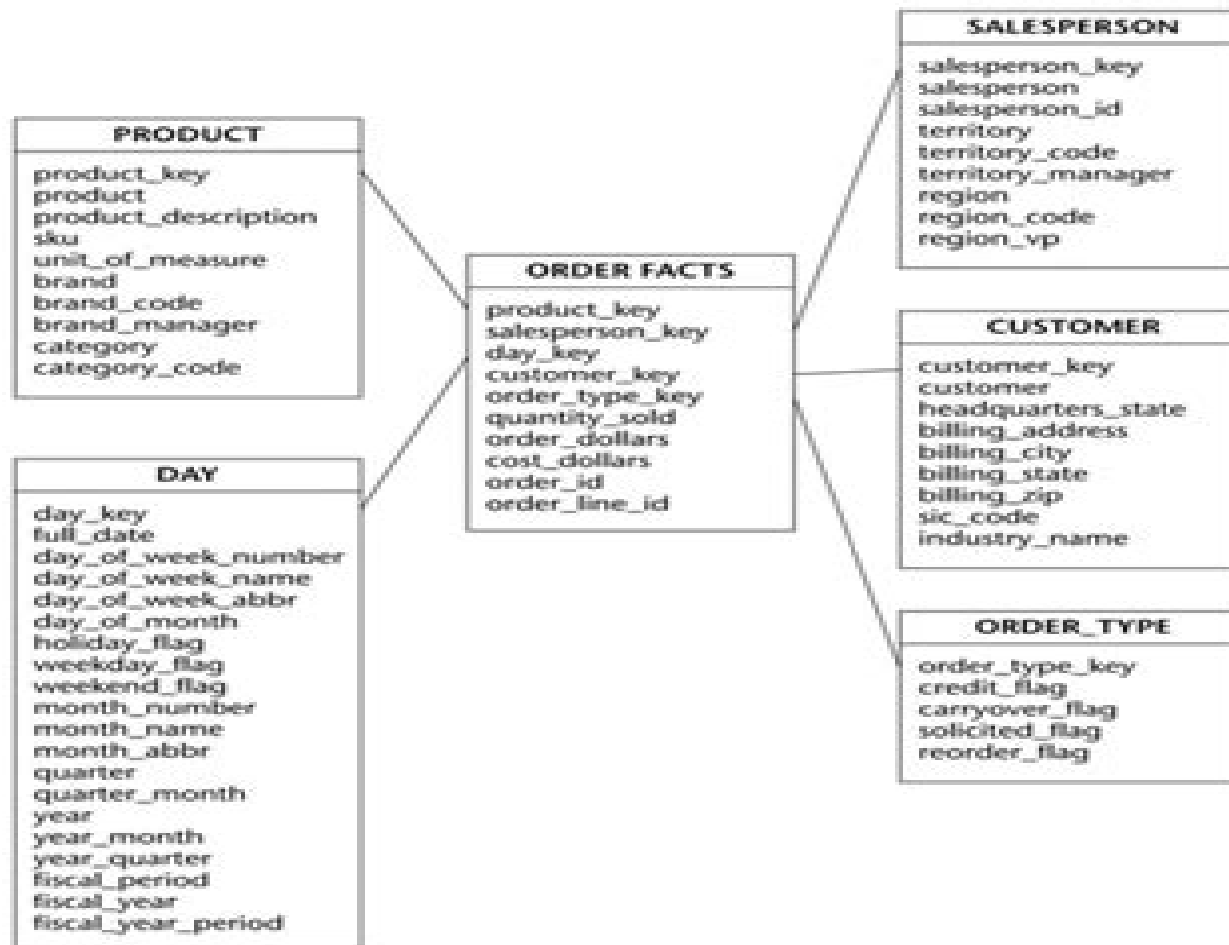 PRODUCT
product_key
product
product_description
sku
unit_of_measure
brand
brand_code
brand_manager
category
category_code
DAY
day_key
full_date
day_of_week_number
day_of_week_name
day_of_week_abbr
day_of_month
holiday_flag
weekday_flag
weekend_flag
month_number
month_name
month_abbr
quarter
quarter_month
year
year_month
year_quarter
fiscal_period
fiscal_year
fiscal_year_period
ORDER FACTS
product_key
salesperson_key
day_key
customer_key
order_type_key
quantity_sold
order_dollars
cost_dollars
order_id
order_line_id
SALESPERSON
salesperson_key
salesperson
salesperson_id
territory
territory_code
territory_manager
region
region_code
region_vp
CUSTOMER
customer_key
customer
headquarters_state
billing_address
billing_city
billing_state
billing_zip
sic_code
industry_name
ORDER_TYPE
order_type_key
credit_flag
carryover_flag
solicited_flag
reorder_flag